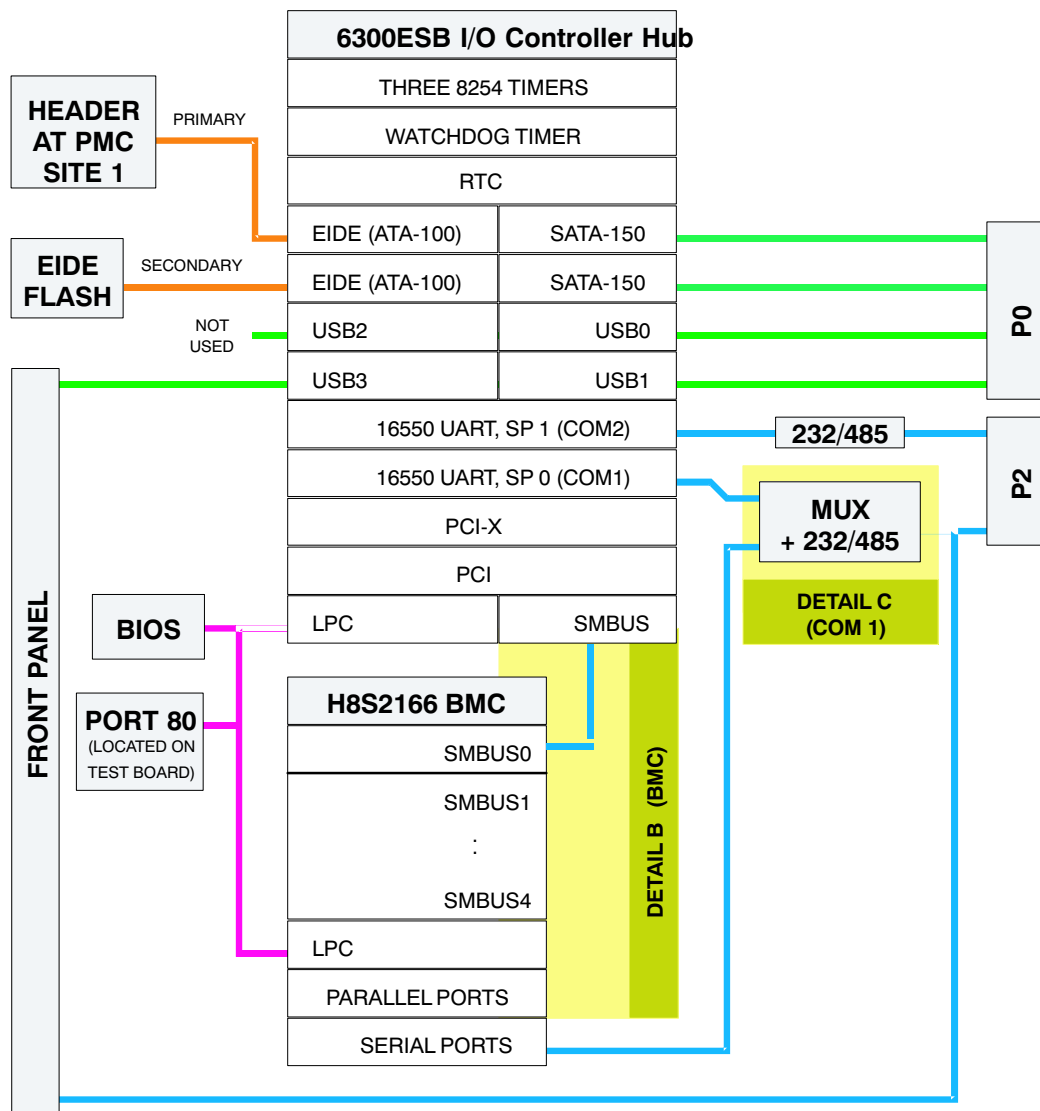 6300ESB I/O Controller Hub
THREE 8254 TIMERS
WATCHDOG TIMER
RTC
EIDE (ATA-100)
SATA-150
EIDE (ATA-100)
SATA-150
USB2
USB0
USB3
USB1
16550 UART, SP 1 (COM2)
16550 UART, SP 0 (COM1)
PCI-X
PCI
LPC
SMBUS
HEADER
AT PMC
SITE 1
PRIMARY
EIDE
FLASH
SECONDARY
NOT
USED
FRONT PANEL
BIOS
PORT 80
(LOCATED ON
TEST BOARD)
H8S2166 BMC
SMBUS0
SMBUS1
:
SMBUS4
LPC
PARALLEL PORTS
SERIAL PORTS
DETAIL B (BMC)
232/485
MUX
+ 232/485
DETAIL C
(COM 1)
P0
P2